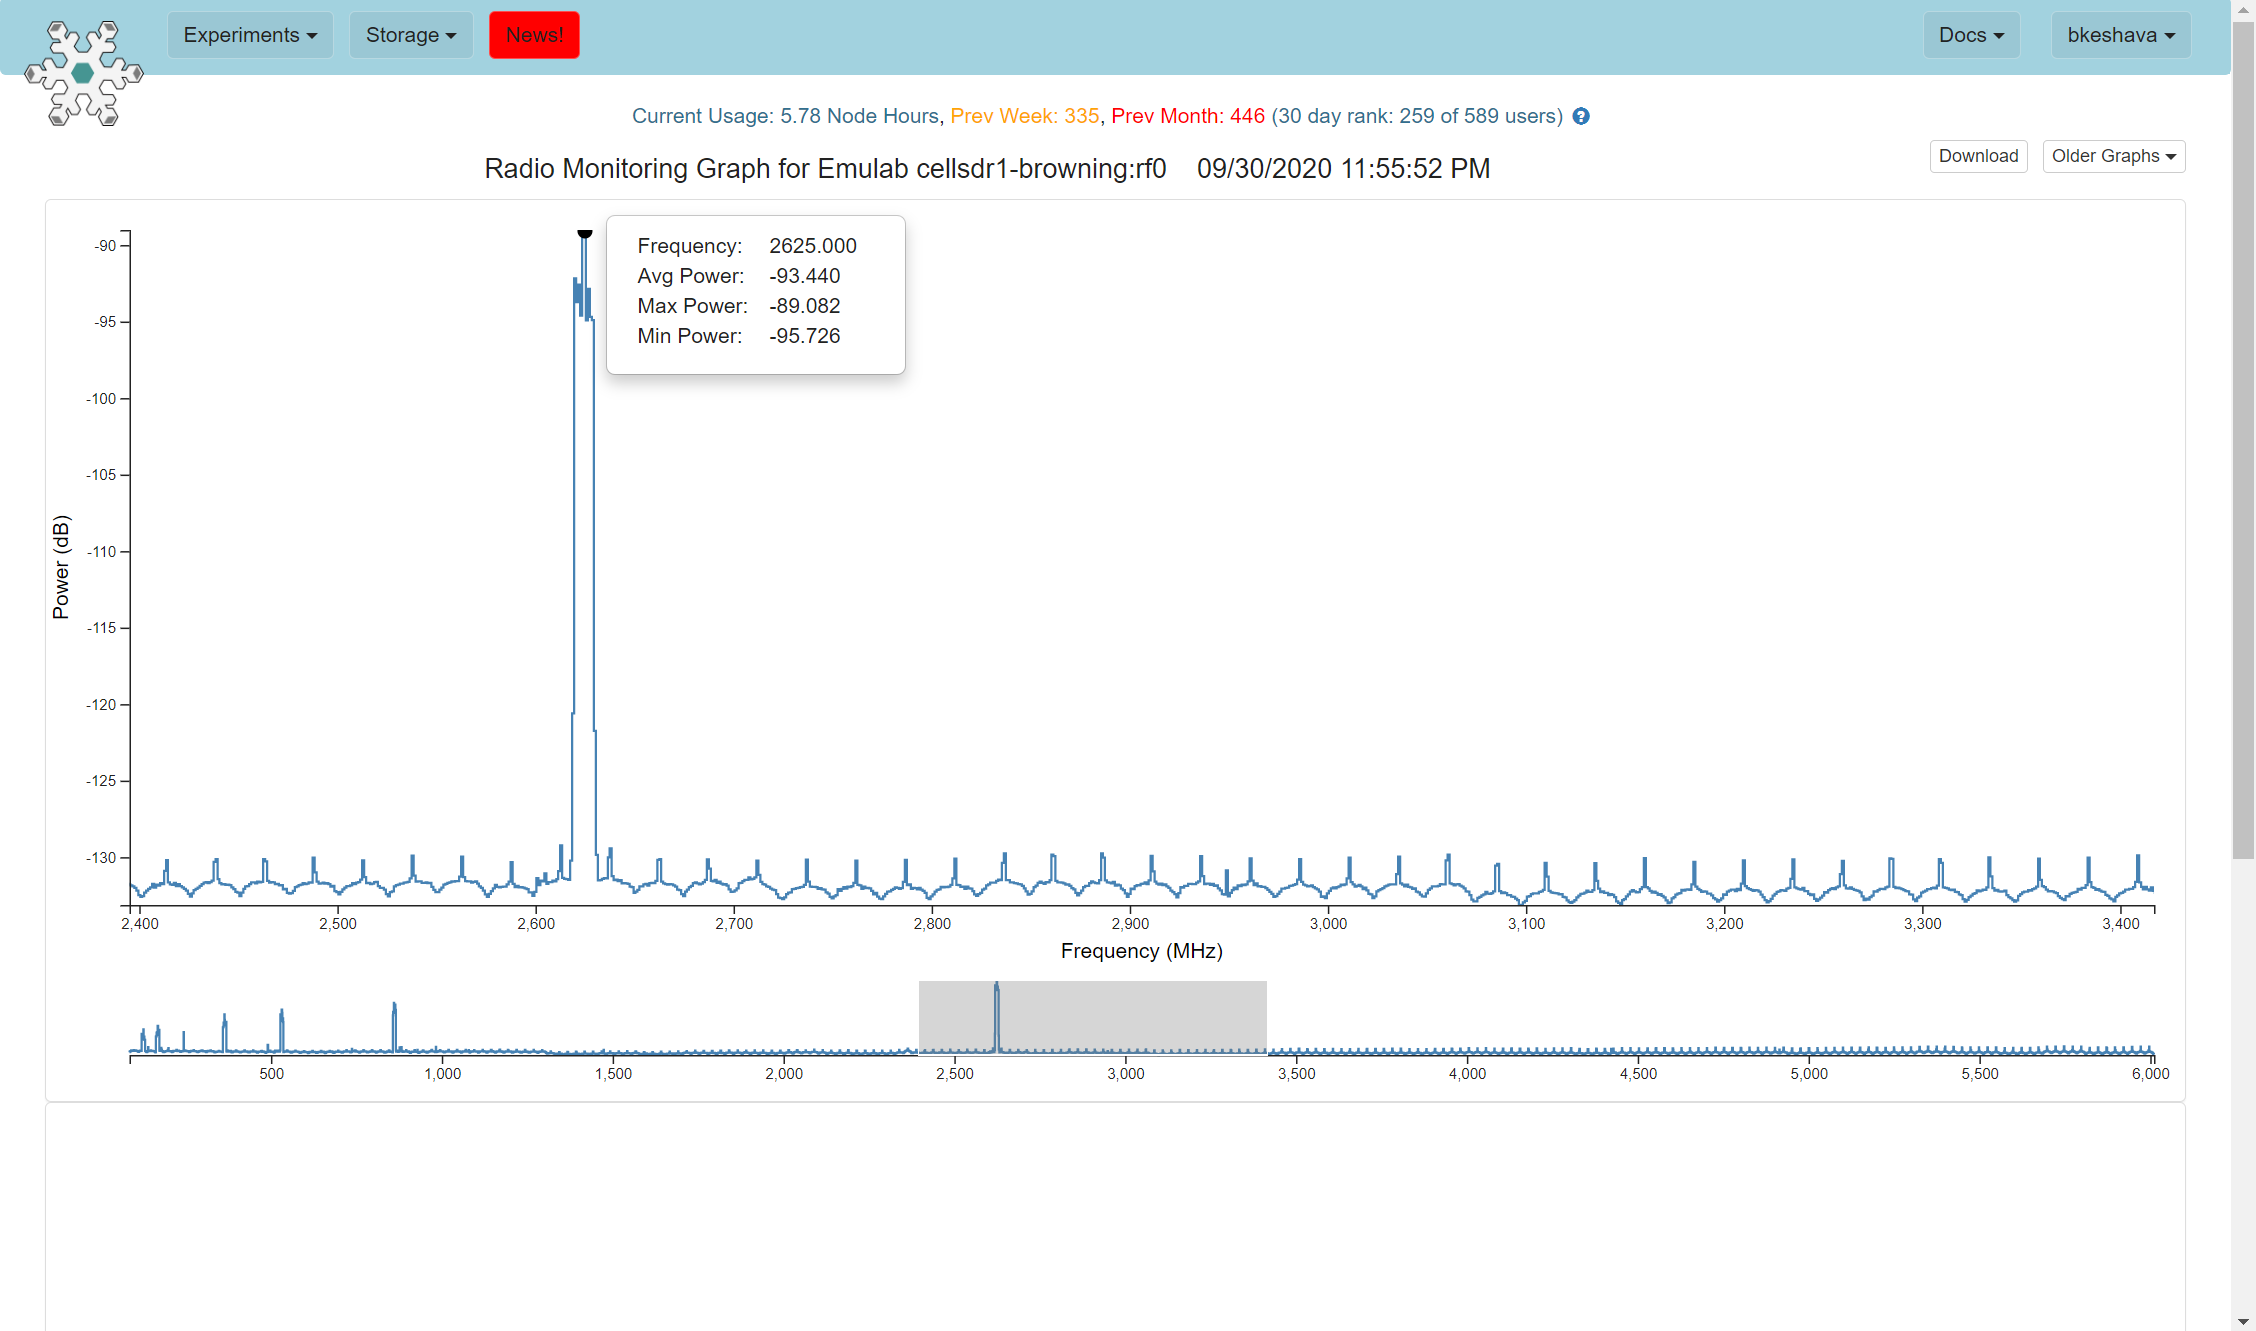 Experiments Storage News! Docs bkeshava
Current Usage: 5.78 Node Hours, Prev Week: 335, Prev Month: 446 (30 day rank: 259 of 589 users) ?
Radio Monitoring Graph for Emulab cellsdr1-browning:rf0 09/30/2020 11:55:52 PM
Download Older Graphs
Frequency: 2625.000
Avg Power: -93.440
Max Power: -89.082
Min Power: -95.726
-90
-95
-100
-105
-110
-115
-120
-125
-130
Power (dB)
2,400 2,500 2,600 2,700 2,800 2,900 3,000 3,100 3,200 3,300 3,400
Frequency (MHz)
500 1,000 1,500 2,000 2,500 3,000 3,500 4,000 4,500 5,000 5,500 6,000